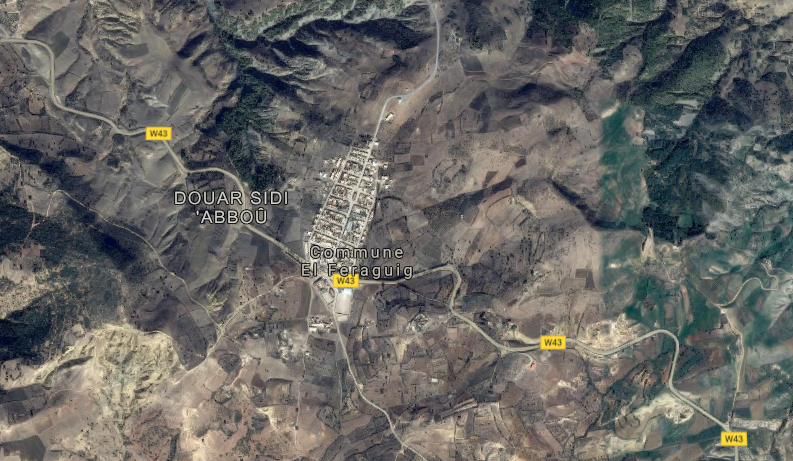 W43
DOUAR SIDI
'ABBOÛ
Commune
El Feraguig
W43
W43
W43